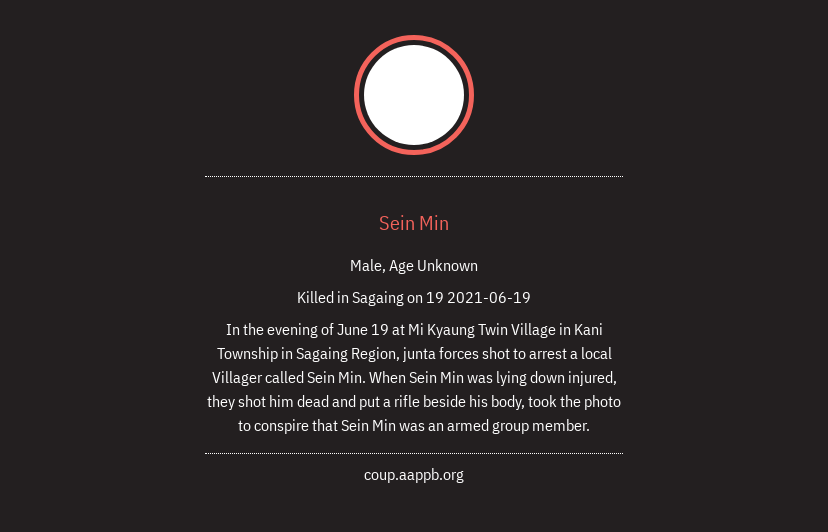 Sein Min
Male, Age Unknown
Killed in Sagaing on 19 2021-06-19
In the evening of June 19 at Mi Kyaung Twin Village in Kani
Township in Sagaing Region, junta forces shot to arrest a local
Villager called Sein Min. When Sein Min was lying down injured,
they shot him dead and put a rifle beside his body, took the photo
to conspire that Sein Min was an armed group member.
coup.aappb.org